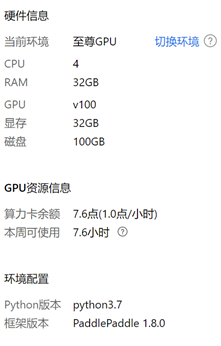 硬件信息
当前环境 至尊GPU 切换环境 ?
CPU 4
RAM 32GB
GPU v100
显存 32GB
磁盘 100GB
GPU资源信息
算力卡余额 7.6点(1.0点/小时)
本周可使用 7.6小时 ?
环境配置
Python版本 python3.7
框架版本 PaddlePaddle 1.8.0